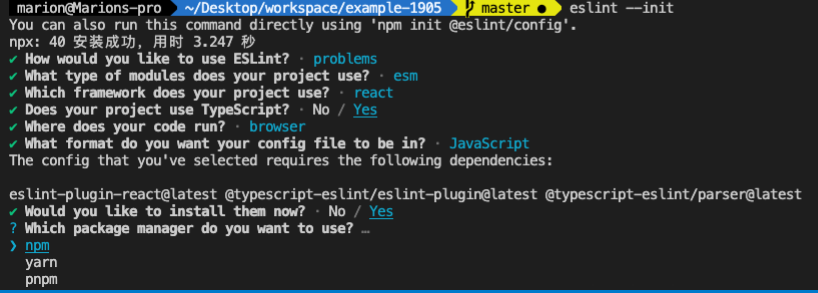 marion@Marions-pro ~/Desktop/workspace/example-1905 master ● eslint --init
You can also run this command directly using 'npm init @eslint/config'.
npx: 40 安装成功，用时 3.247 秒
✔ How would you like to use ESLint? · problems
✔ What type of modules does your project use? · esm
✔ Which framework does your project use? · react
✔ Does your project use TypeScript? · No / Yes
✔ Where does your code run? · browser
✔ What format do you want your config file to be in? · JavaScript
The config that you've selected requires the following dependencies:
eslint-plugin-react@latest @typescript-eslint/eslint-plugin@latest @typescript-eslint/parser@latest
✔ Would you like to install them now? · No / Yes
? Which package manager do you want to use? …
❯ npm
yarn
pnpm